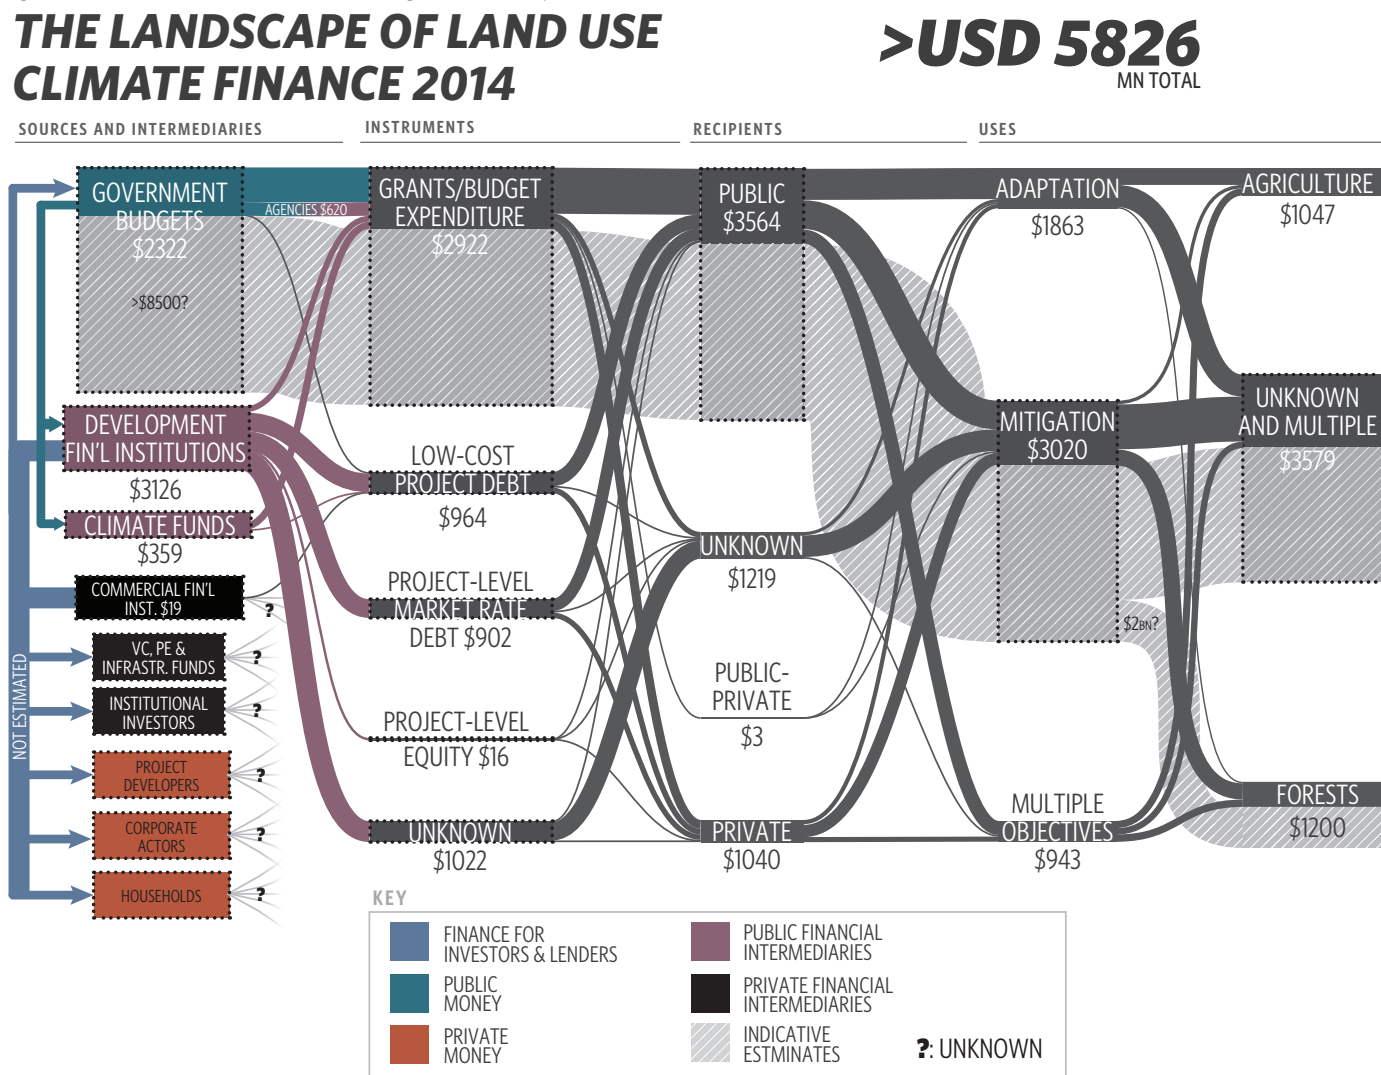 THE LANDSCAPE OF LAND USE
CLIMATE FINANCE 2014
>USD 5826
MN TOTAL
SOURCES AND INTERMEDIARIES
INSTRUMENTS
RECIPIENTS
USES
GOVERNMENT
BUDGETS
$2322
>$8500?
AGENCIES $620
DEVELOPMENT
FIN'L INSTITUTIONS
$3126
CLIMATE FUNDS
$359
COMMERCIAL FIN'L
INST. $19
?
VC, PE &
INFRASTR. FUNDS
?
INSTITUTIONAL
INVESTORS
?
PROJECT
DEVELOPERS
?
CORPORATE
ACTORS
?
HOUSEHOLDS
?
NOT ESTIMATED
GRANTS/BUDGET
EXPENDITURE
$2922
LOW-COST
PROJECT DEBT
$964
PROJECT-LEVEL
MARKET RATE
DEBT $902
PROJECT-LEVEL
EQUITY $16
UNKNOWN
$1022
PUBLIC
$3564
UNKNOWN
$1219
PUBLIC-
PRIVATE
$3
PRIVATE
$1040
ADAPTATION
$1863
MITIGATION
$3020
$2BN?
MULTIPLE
OBJECTIVES
$943
AGRICULTURE
$1047
UNKNOWN
AND MULTIPLE
$3579
FORESTS
$1200
KEY
FINANCE FOR
INVESTORS & LENDERS
PUBLIC
MONEY
PRIVATE
MONEY
PUBLIC FINANCIAL
INTERMEDIARIES
PRIVATE FINANCIAL
INTERMEDIARIES
INDICATIVE
ESTMINATES
?: UNKNOWN